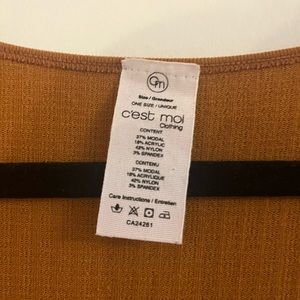 cm
Size / Grandeur
ONE SIZE / UNIQUE
c'est moi
Clothing
CONTENT
37% MODAL
18% ACRYLIC
42% NYLON
3% SPANDEX
CONTENU
37% MODAL
18% ACRYLIQUE
42% NYLON
3% SPANDEX
Care Instructions / Entretien
CA24261